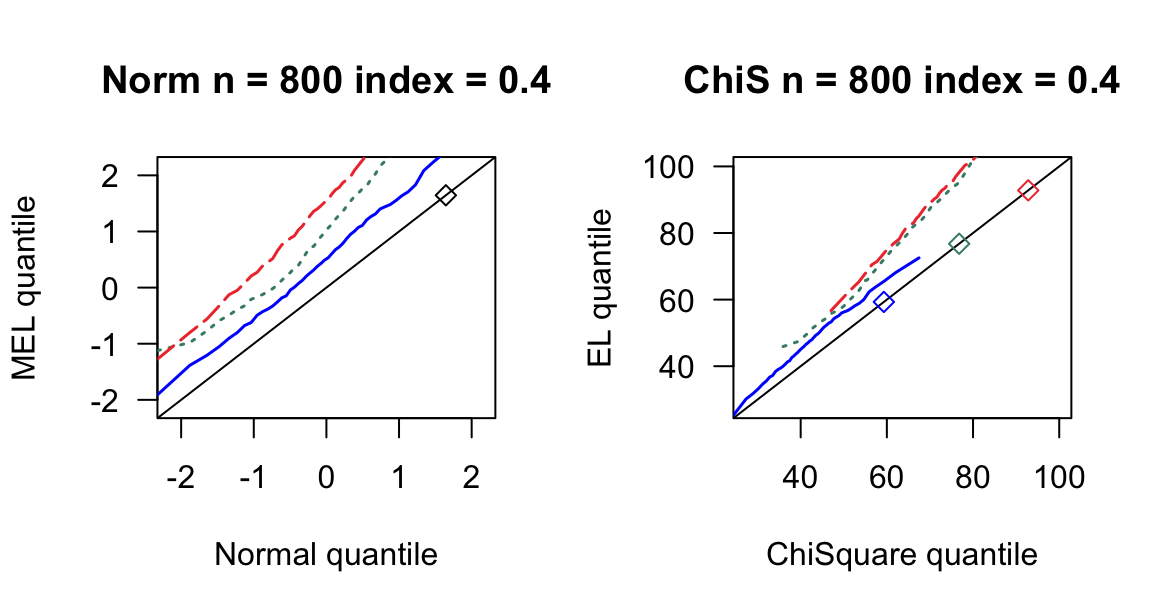 Norm n = 800 index = 0.4
MEL quantile
2
1
0
-1
-2
-2 -1 0 1 2
Normal quantile
ChiS n = 800 index = 0.4
EL quantile
100
80
60
40
40 60 80 100
ChiSquare quantile